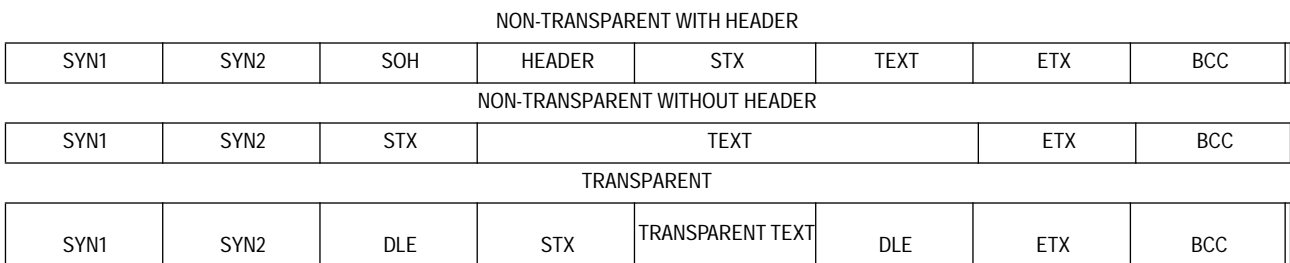 NON-TRANSPARENT WITH HEADER
SYN1 SYN2 SOH HEADER STX TEXT ETX BCC
NON-TRANSPARENT WITHOUT HEADER
SYN1 SYN2 STX TEXT ETX BCC
TRANSPARENT
SYN1 SYN2 DLE STX TRANSPARENT TEXT DLE ETX BCC